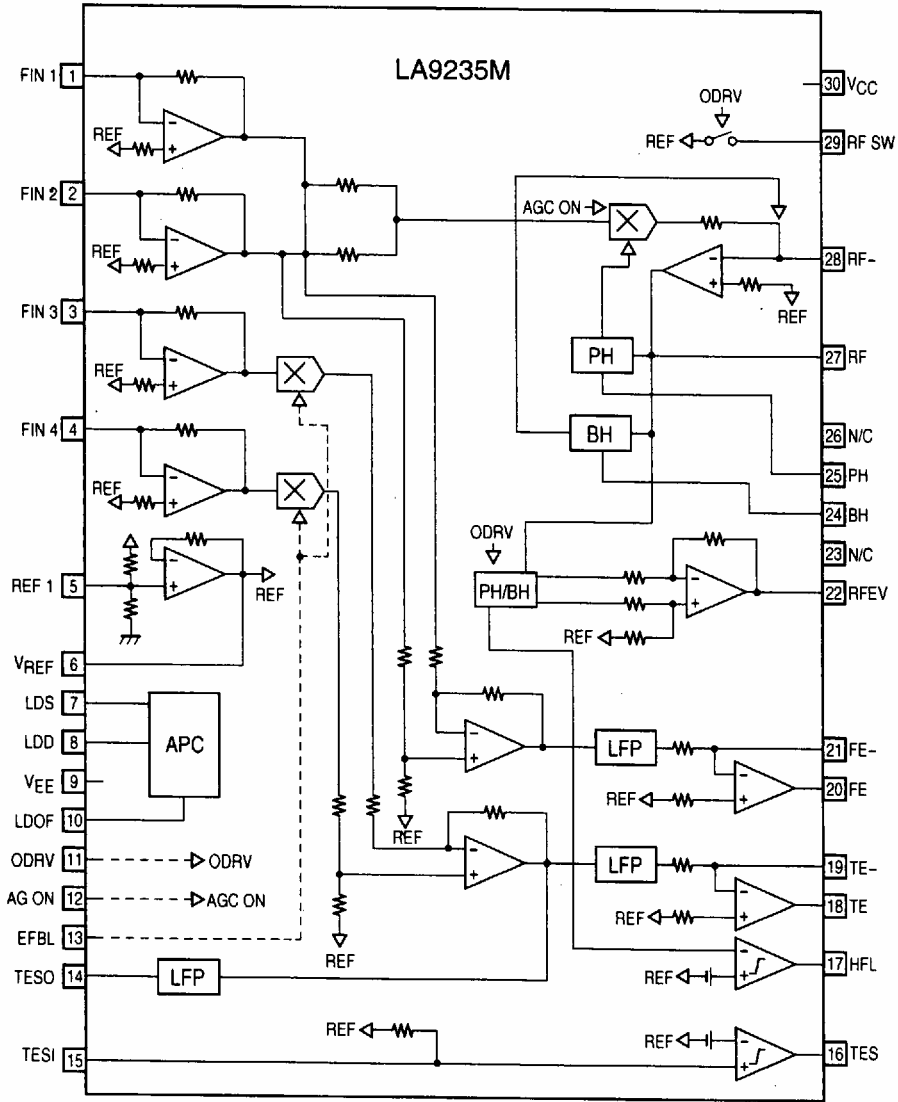 LA9235M
FIN 1 1
REF
FIN 2 2
REF
FIN 3 3
REF
FIN 4 4
REF
REF 1 5
REF
VREF 6
LDS 7
LDD 8
APC
VEE 9
LDOF 10
ODRV 11
ODRV
AG ON 12
AGC ON
EFBL 13
TESO 14
LFP
TESI 15
REF
30 VCC
ODRV
REF
29 RF SW
AGC ON
28 RF-
REF
PH
27 RF
BH
26 N/C
25 PH
24 BH
ODRV
23 N/C
PH/BH
22 RFEV
REF
LFP
21 FE-
REF
20 FE
REF
LFP
19 TE-
REF
18 TE
REF
REF
17 HFL
REF
16 TES